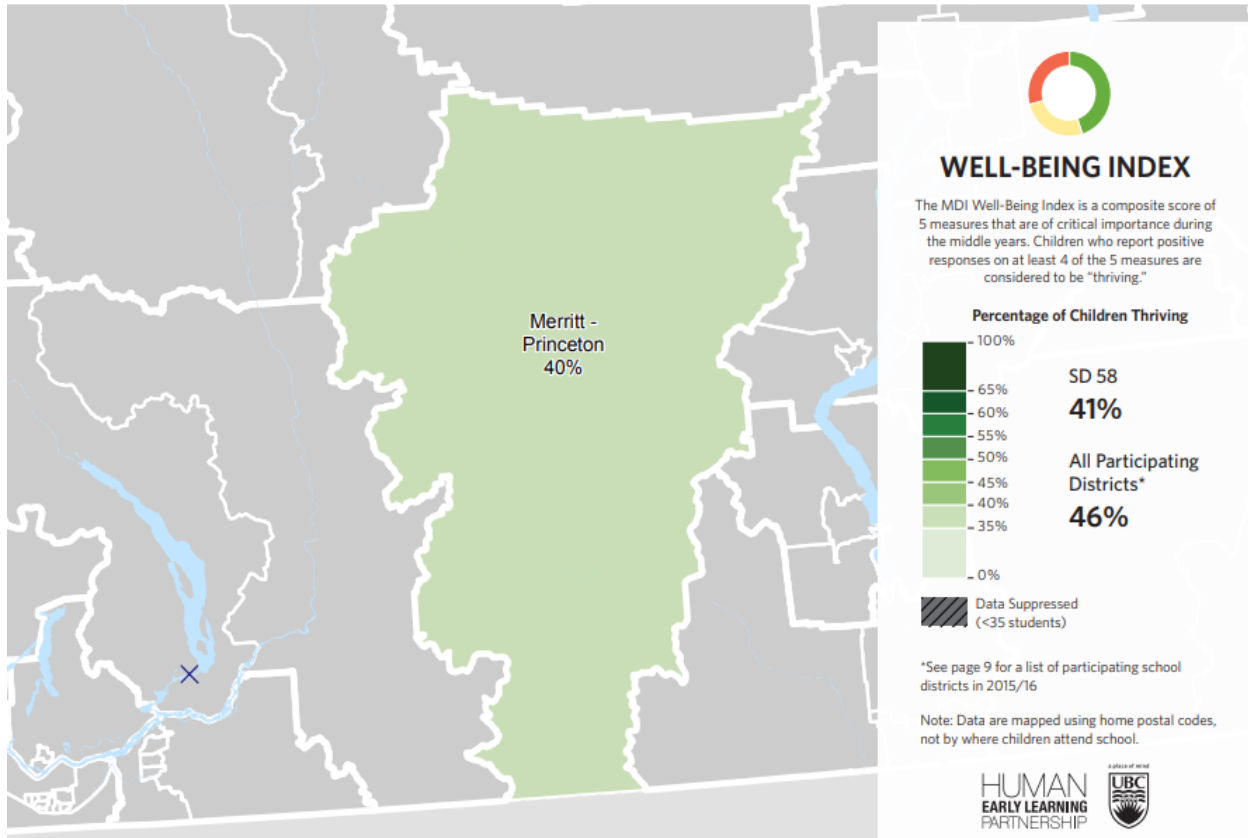 Merritt -
Princeton
40%
WELL-BEING INDEX
The MDI Well-Being Index is a composite score of
5 measures that are of critical importance during
the middle years. Children who report positive
responses on at least 4 of the 5 measures are
considered to be “thriving.”
Percentage of Children Thriving
100%
65%
60%
55%
50%
45%
40%
35%
0%
SD 58
41%
All Participating
Districts*
46%
Data Suppressed
(<35 students)
*See page 9 for a list of participating school
districts in 2015/16
Note: Data are mapped using home postal codes,
not by where children attend school.
HUMAN
EARLY LEARNING
PARTNERSHIP
a place of mind
UBC